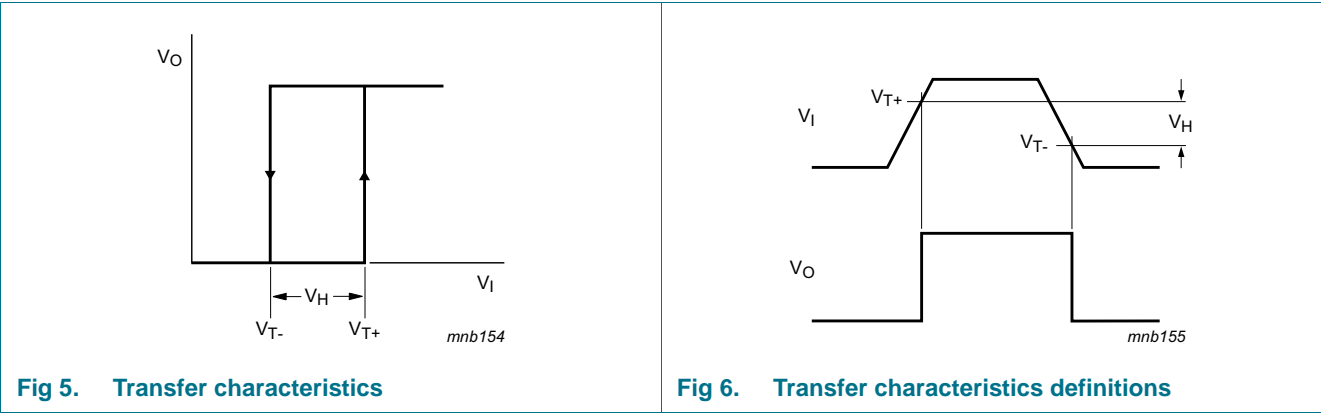 VO
VI
VH
VT-
VT+
mnb154
Fig 5. Transfer characteristics
VI
VT+
VT-
VH
VO
mnb155
Fig 6. Transfer characteristics definitions